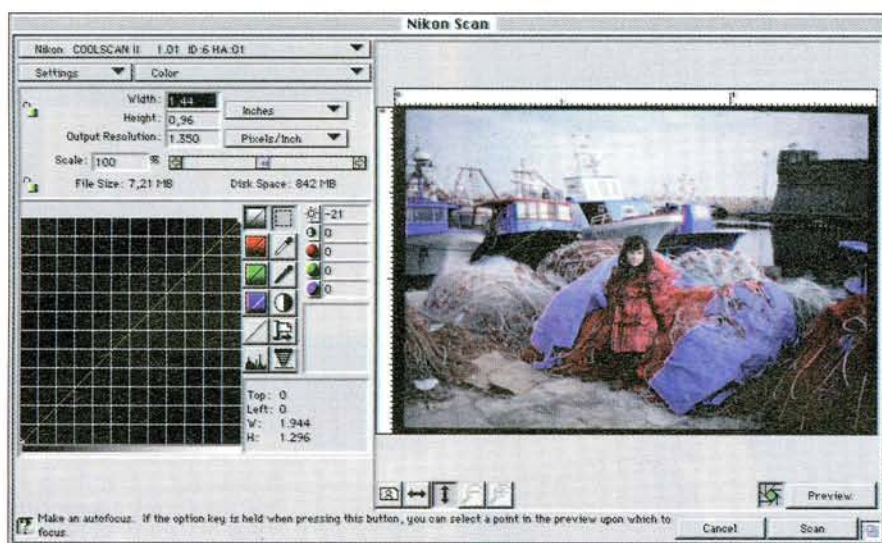 Nikon Scan
Nikon: COOLSCAN II 1.01 ID:6 HA:01
Settings Color
Width: 1,44 Inches
Height: 0,96
Output Resolution: 1.350 Pixels/Inch
Scale: 100 %
File Size: 7,21 MB Disk Space: 842 MB
-21
0
0
0
0
Top: 0
Left: 0
W: 1.944
H: 1.296
Preview
Make an autofocus. If the option key is held when pressing this button, you can select a point in the preview upon which to
focus.
Cancel Scan